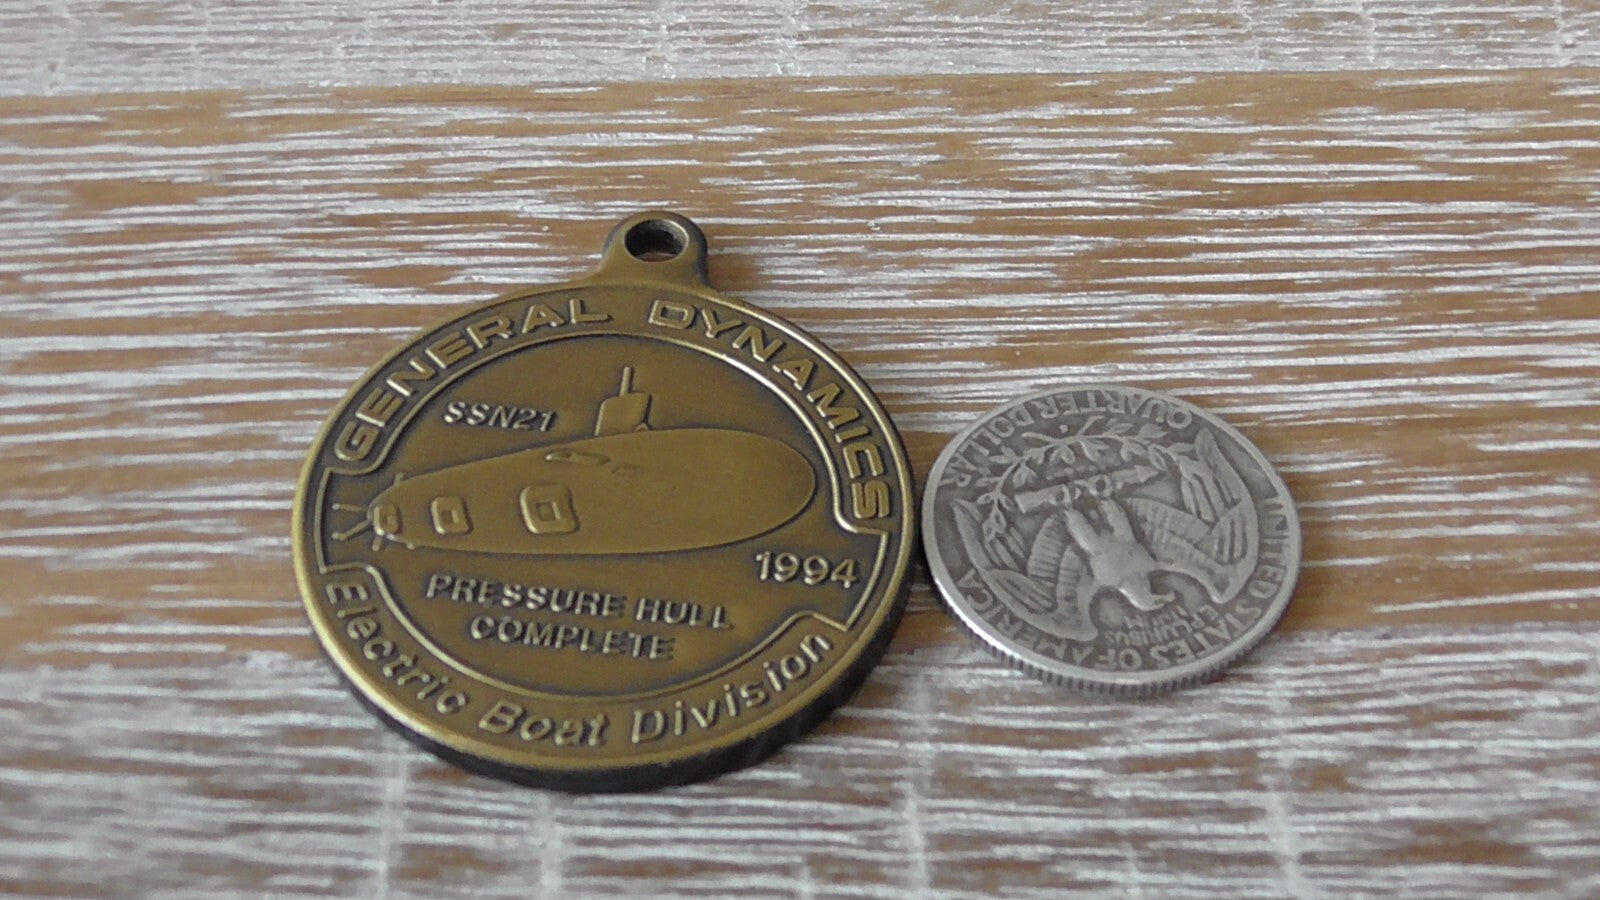 GENERAL DYNAMICS
SSN21
1994
PRESSURE HULL
COMPLETE
Electric Boat Division
UNITED STATES OF AMERICA
E PLURIBUS
UNUM
QUARTER DOLLAR